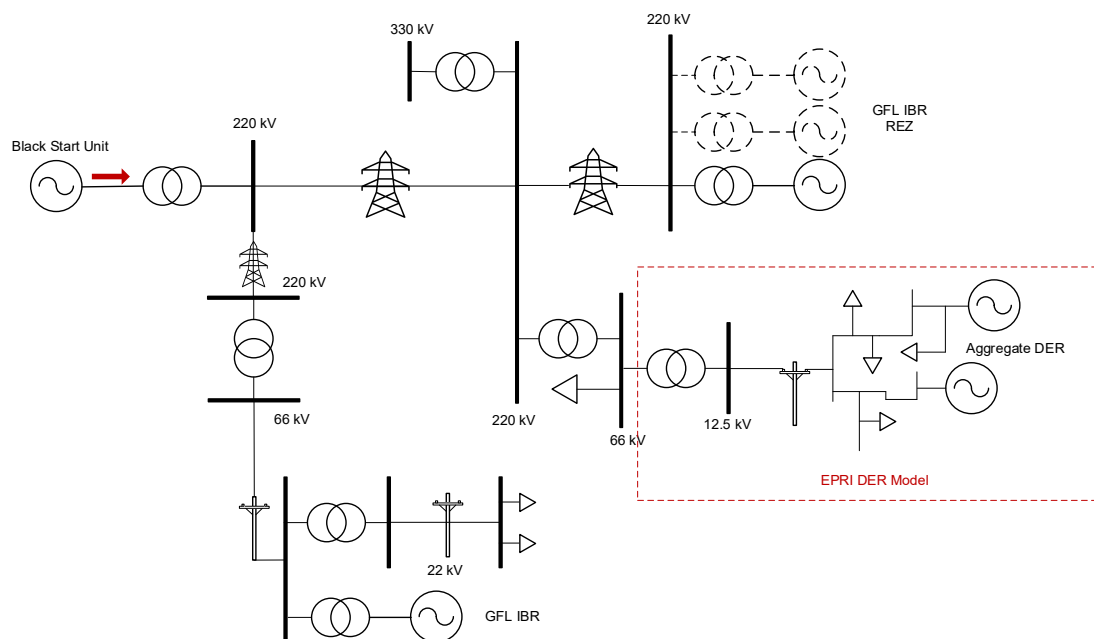 330 kV
220 kV
GFL IBR
REZ
220 kV
Black Start Unit
220 kV
Aggregate DER
66 kV
220 kV
66 kV
12.5 kV
EPRI DER Model
22 kV
GFL IBR